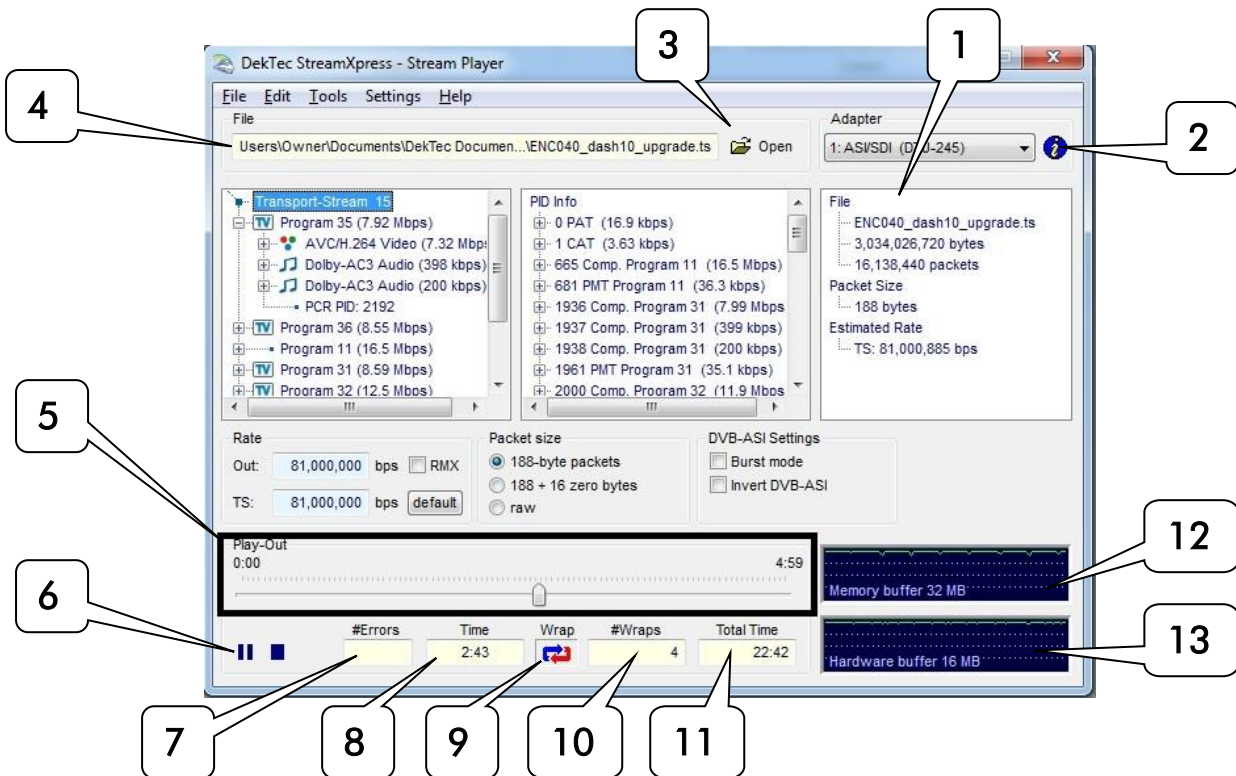 3
1
DekTec StreamXpress - Stream Player
File Edit Tools Settings Help
4
File
Users\Owner\Documents\DekTec Documen...\ENC040_dash10_upgrade.ts
Open
Adapter
1: ASI/SDI (DTU-245)
2
Transport-Stream 15
Program 35 (7.92 Mbps)
AVC/H.264 Video (7.32 Mbp
Dolby-AC3 Audio (398 kbps)
Dolby-AC3 Audio (200 kbps)
PCR PID: 2192
Program 36 (8.55 Mbps)
Program 11 (16.5 Mbps)
Program 31 (8.59 Mbps)
Program 32 (12.5 Mbps)
PID Info
0 PAT (16.9 kbps)
1 CAT (3.63 kbps)
665 Comp. Program 11 (16.5 Mbps)
681 PMT Program 11 (36.3 kbps)
1936 Comp. Program 31 (7.99 Mbps
1937 Comp. Program 31 (399 kbps)
1938 Comp. Program 31 (200 kbps)
1961 PMT Program 31 (35.1 kbps)
2000 Comp. Program 32 (11.9 Mbps
File
ENC040_dash10_upgrade.ts
3,034,026,720 bytes
16,138,440 packets
Packet Size
188 bytes
Estimated Rate
TS: 81,000,885 bps
5
Rate
Out: 81,000,000 bps RMX
TS: 81,000,000 bps default
Packet size
188-byte packets
188 + 16 zero bytes
raw
DVB-ASI Settings
Burst mode
Invert DVB-ASI
Play-Out
0:00 4:59
12
Memory buffer 32 MB
6
#Errors Time Wrap #Wraps Total Time
2:43 4 22:42
13
Hardware buffer 16 MB
7 8 9 10 11